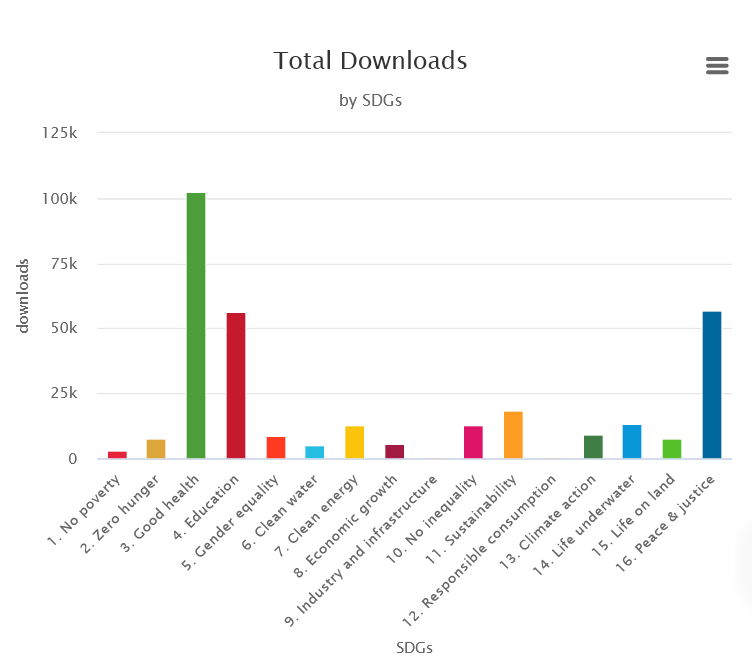 Total Downloads
by SDGs
125k
100k
75k
50k
25k
0
downloads
1. No poverty
2. Zero hunger
3. Good health
4. Education
5. Gender equality
6. Clean water
7. Clean energy
8. Economic growth
9. Industry and infrastructure
10. No inequality
11. Sustainability
12. Responsible consumption
13. Climate action
14. Life underwater
15. Life on land
16. Peace & justice
SDGs